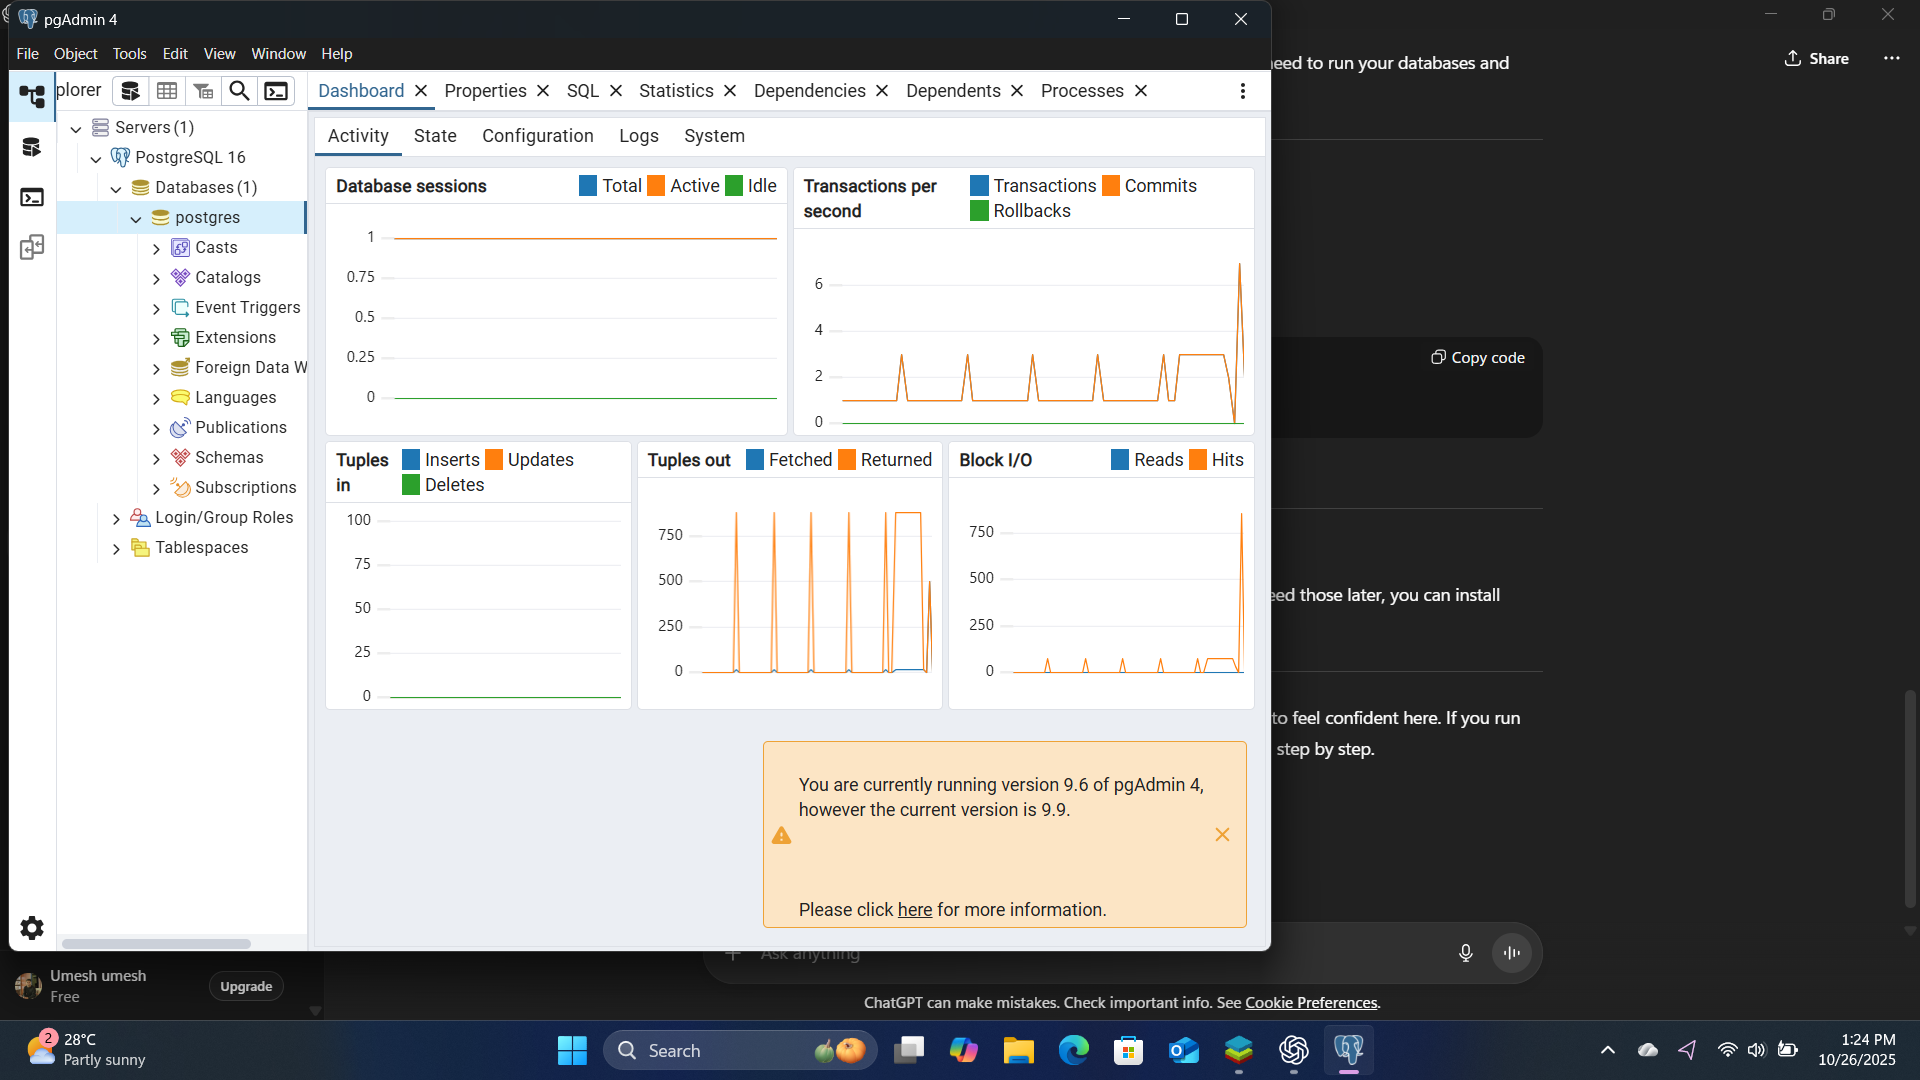 pgAdmin 4
File Object Tools Edit View Window Help
plorer
Dashboard Properties SQL Statistics Dependencies Dependents Processes
Servers (1)
PostgreSQL 16
Databases (1)
postgres
Casts
Catalogs
Event Triggers
Extensions
Foreign Data W
Languages
Publications
Schemas
Subscriptions
Login/Group Roles
Tablespaces
Activity State Configuration Logs System
Database sessions
Total Active Idle
1
0.75
0.5
0.25
0
Transactions per
second
Transactions Commits
Rollbacks
6
4
2
0
Tuples
in
Inserts Updates
Deletes
100
75
50
25
0
Tuples out
Fetched Returned
750
500
250
0
Block I/O
Reads Hits
750
500
250
0
You are currently running version 9.6 of pgAdmin 4,
however the current version is 9.9.
Please click here for more information.
eed to run your databases and
Share
Copy code
eed those later, you can install
to feel confident here. If you run
step by step.
Ask anything
ChatGPT can make mistakes. Check important info. See Cookie Preferences.
Umesh umesh
Free
Upgrade
2
28°C
Partly sunny
Search
1:24 PM
10/26/2025